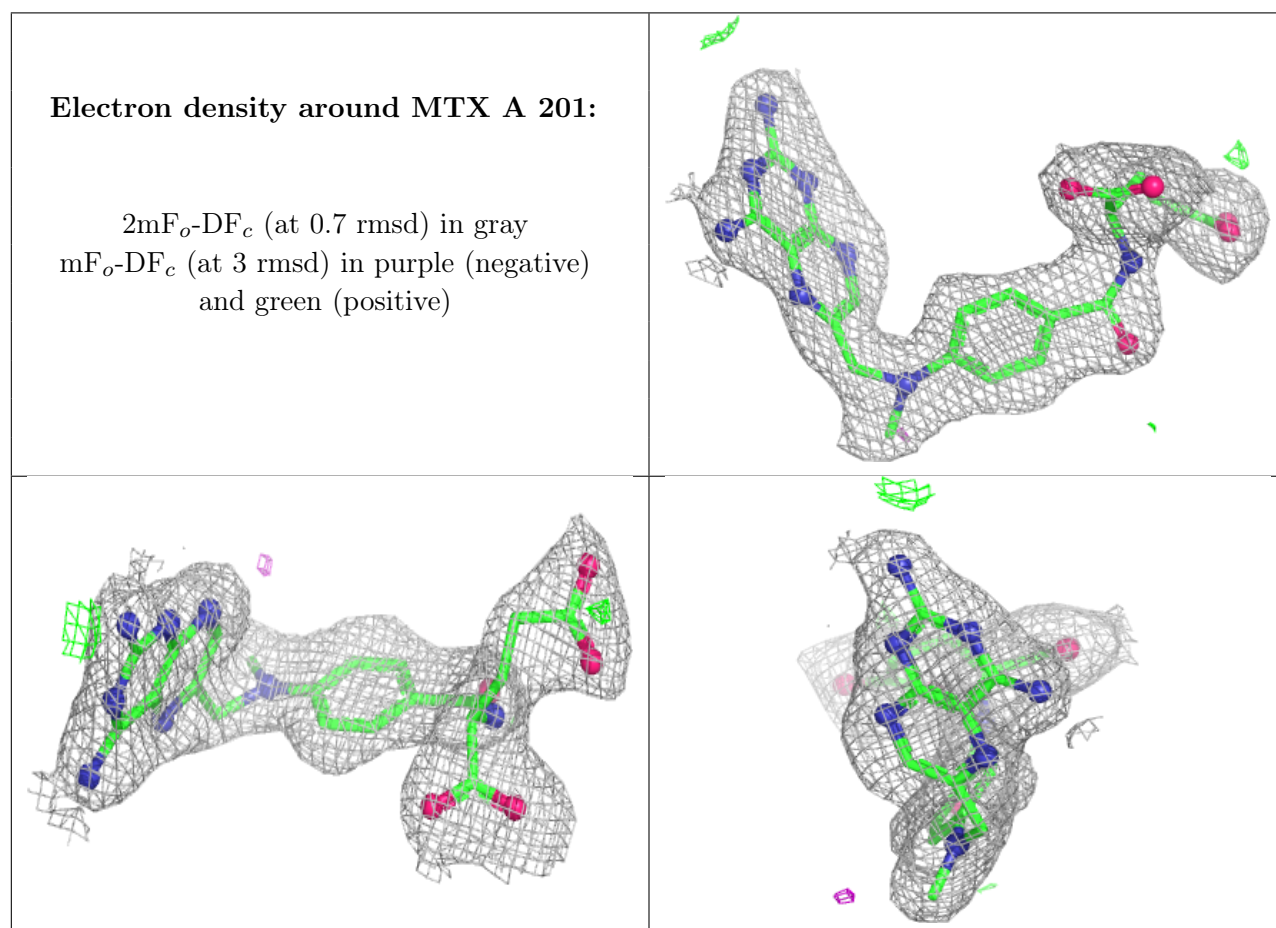 Electron density around MTX A 201:
2mFₒ-DF𝒸 (at 0.7 rmsd) in gray
mFₒ-DF𝒸 (at 3 rmsd) in purple (negative)
and green (positive)